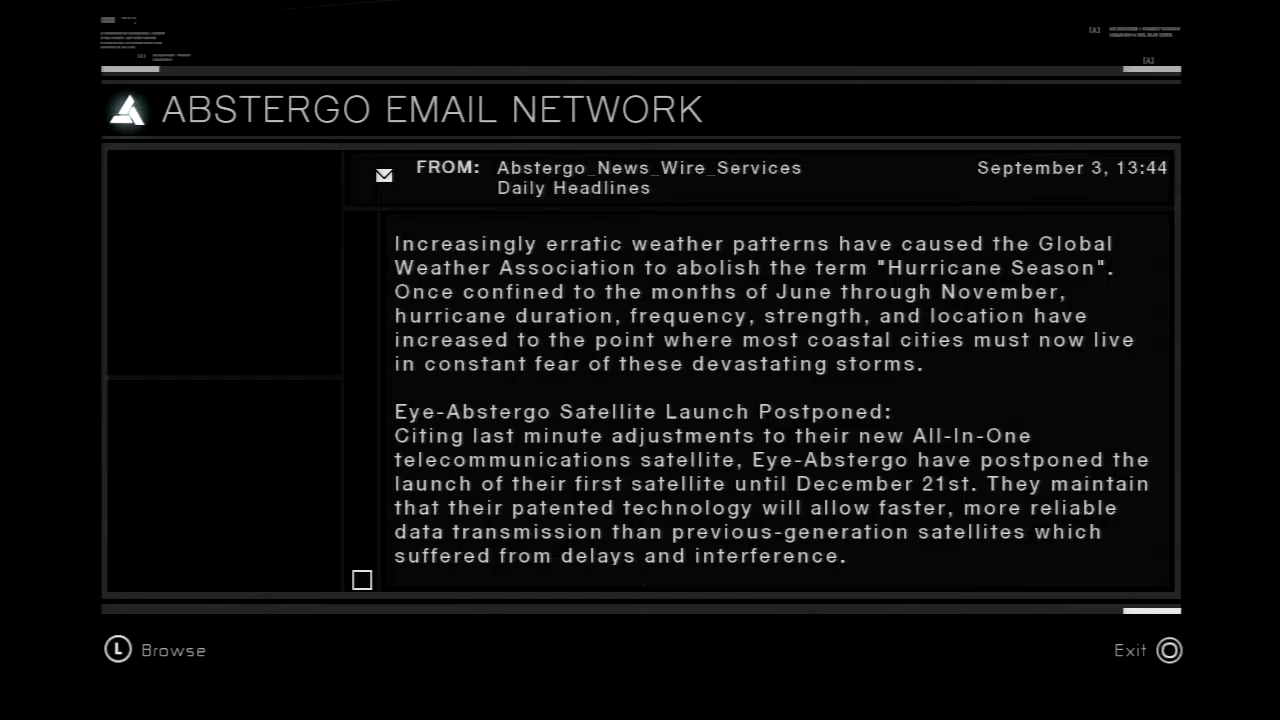 ABSTERGO EMAIL NETWORK
FROM: Abstergo_News_Wire_Services September 3, 13:44
Daily Headlines
Increasingly erratic weather patterns have caused the Global
Weather Association to abolish the term "Hurricane Season".
Once confined to the months of June through November,
hurricane duration, frequency, strength, and location have
increased to the point where most coastal cities must now live
in constant fear of these devastating storms.
Eye-Abstergo Satellite Launch Postponed:
Citing last minute adjustments to their new All-In-One
telecommunications satellite, Eye-Abstergo have postponed the
launch of their first satellite until December 21st. They maintain
that their patented technology will allow faster, more reliable
data transmission than previous-generation satellites which
suffered from delays and interference.
L Browse Exit